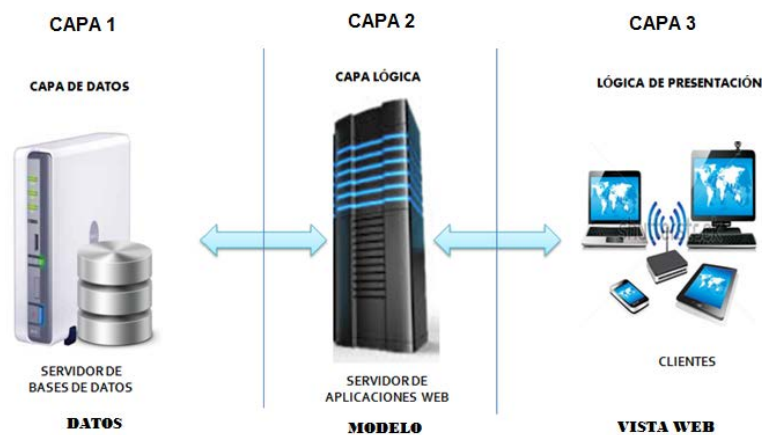 CAPA 1
CAPA DE DATOS
SERVIDOR DE
BASES DE DATOS
DATOS
CAPA 2
CAPA LÓGICA
SERVIDOR DE
APLICACIONES WEB
MODELO
CAPA 3
LÓGICA DE PRESENTACIÓN
CLIENTES
VISTA WEB